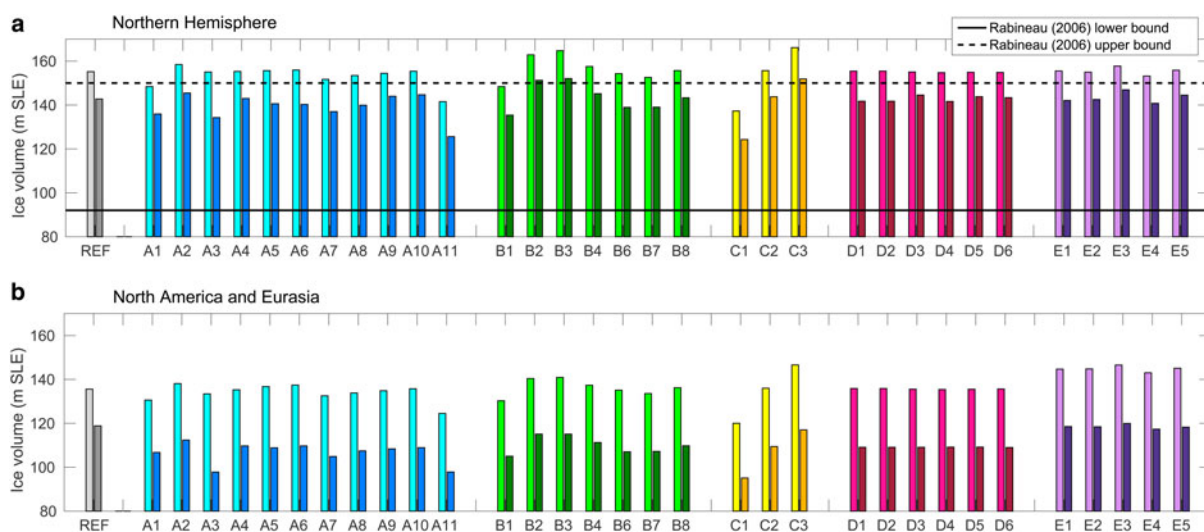 a Northern Hemisphere
Rabineau (2006) lower bound
Rabineau (2006) upper bound
Ice volume (m SLE)
160
140
120
100
80
REF A1 A2 A3 A4 A5 A6 A7 A8 A9 A10 A11 B1 B2 B3 B4 B6 B7 B8 C1 C2 C3 D1 D2 D3 D4 D5 D6 E1 E2 E3 E4 E5
b North America and Eurasia
Ice volume (m SLE)
160
140
120
100
80
REF A1 A2 A3 A4 A5 A6 A7 A8 A9 A10 A11 B1 B2 B3 B4 B6 B7 B8 C1 C2 C3 D1 D2 D3 D4 D5 D6 E1 E2 E3 E4 E5